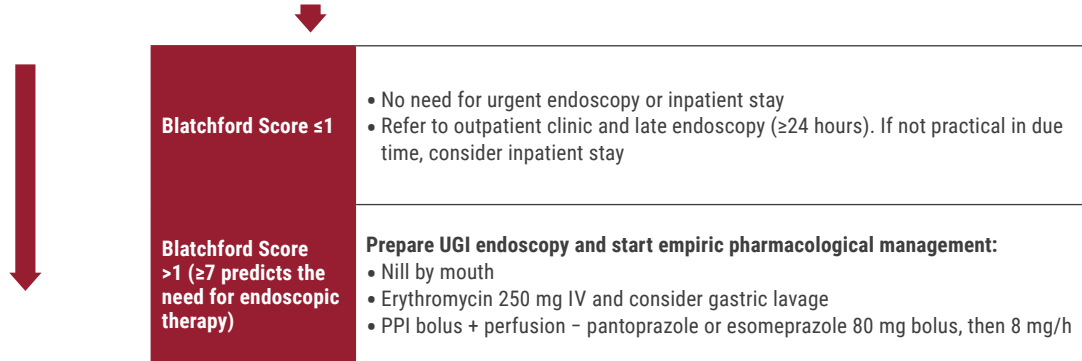 Blatchford Score ≤1
• No need for urgent endoscopy or inpatient stay
• Refer to outpatient clinic and late endoscopy (≥24 hours). If not practical in due
time, consider inpatient stay
Blatchford Score
>1 (≥7 predicts the
need for endoscopic
therapy)
Prepare UGI endoscopy and start empiric pharmacological management:
• Nill by mouth
• Erythromycin 250 mg IV and consider gastric lavage
• PPI bolus + perfusion – pantoprazole or esomeprazole 80 mg bolus, then 8 mg/h